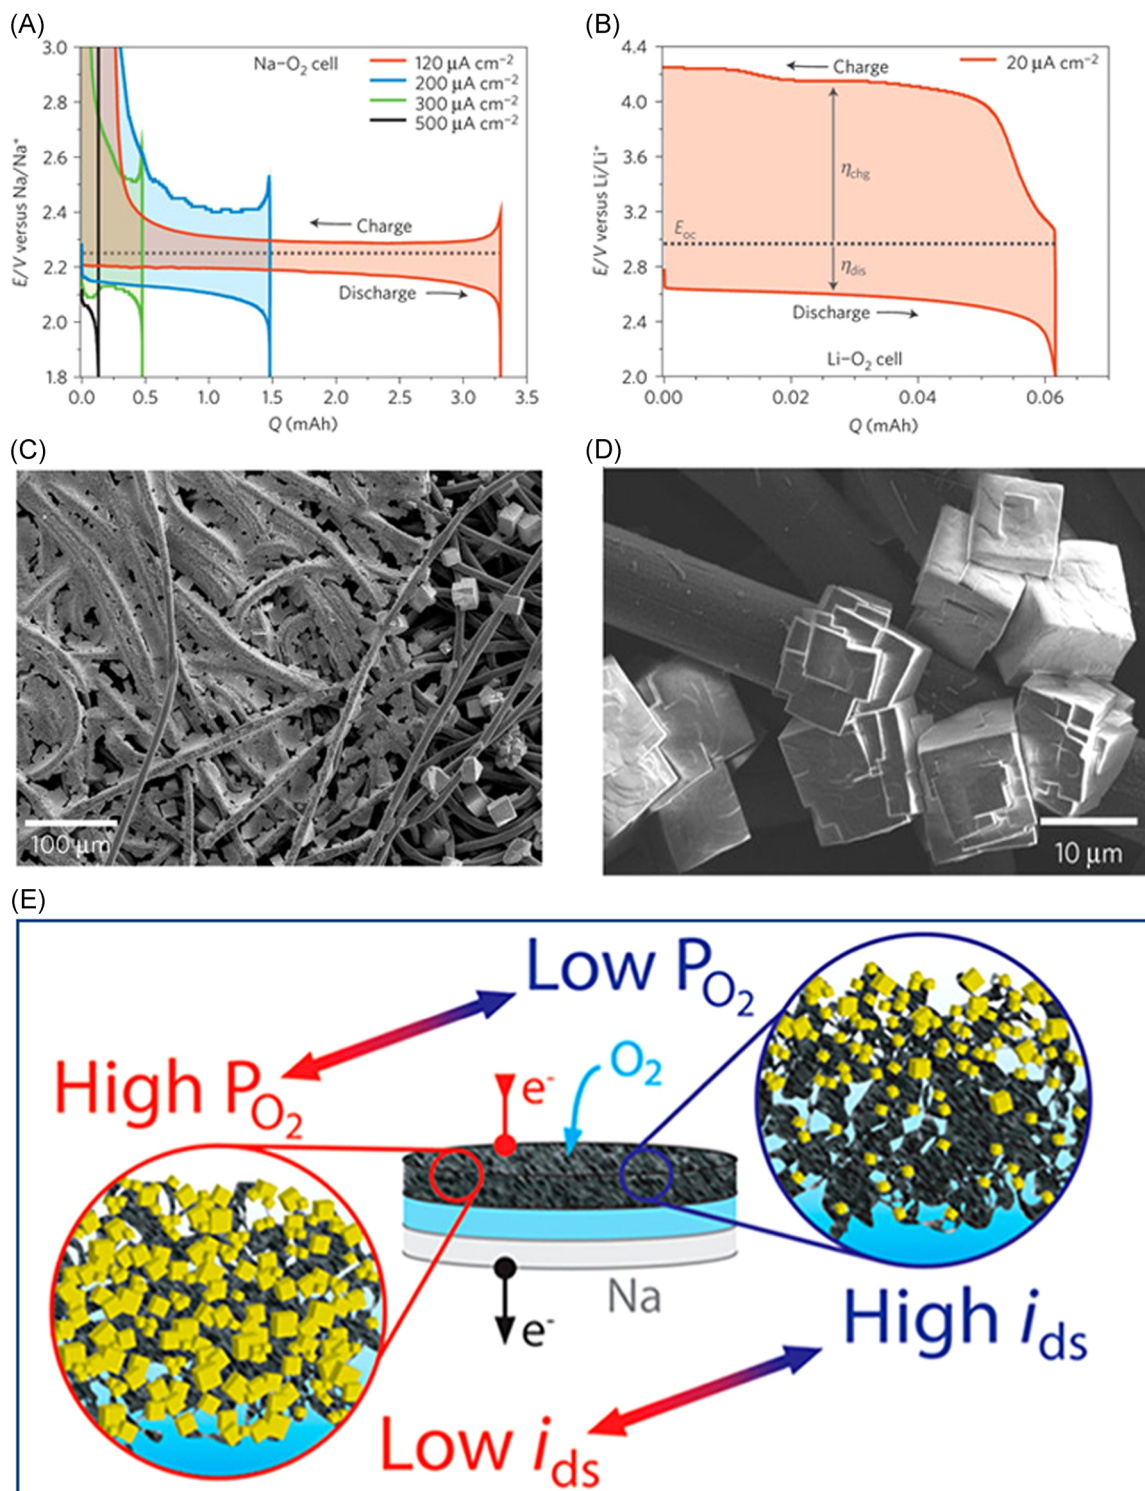 (A)
3.0
2.8
2.6
2.4
2.2
2.0
1.8
E/V versus Na/Na⁺
Na–O₂ cell
120 μA cm⁻²
200 μA cm⁻²
300 μA cm⁻²
500 μA cm⁻²
Charge
Discharge
0.0 0.5 1.0 1.5 2.0 2.5 3.0 3.5
Q (mAh)
(B)
4.4
4.0
3.6
3.2
2.8
2.4
2.0
E/V versus Li/Li⁺
Charge
20 μA cm⁻²
ηchg
Eoc
ηdis
Discharge
Li–O₂ cell
0.00 0.02 0.04 0.06
Q (mAh)
(C)
100 μm
(D)
10 μm
(E)
Low PO₂
High PO₂
O₂
e⁻
Na
e⁻
High ids
Low ids